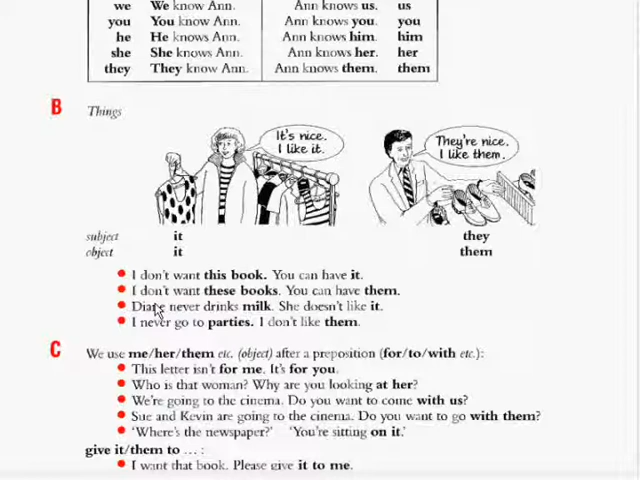 we We know Ann. Ann knows us. us
you You know Ann. Ann knows you. you
he He knows Ann. Ann knows him. him
she She knows Ann. Ann knows her. her
they They know Ann. Ann knows them. them
B Things
It's nice.
I like it.
They're nice.
I like them.
subject it they
object it them
I don't want this book. You can have it.
I don't want these books. You can have them.
Diane never drinks milk. She doesn't like it.
I never go to parties. I don't like them.
C We use me/her/them etc. (object) after a preposition (for/to/with etc.):
This letter isn't for me. It's for you.
Who is that woman? Why are you looking at her?
We're going to the cinema. Do you want to come with us?
Sue and Kevin are going to the cinema. Do you want to go with them?
'Where's the newspaper?' 'You're sitting on it.'
give it/them to ... :
I want that book. Please give it to me.